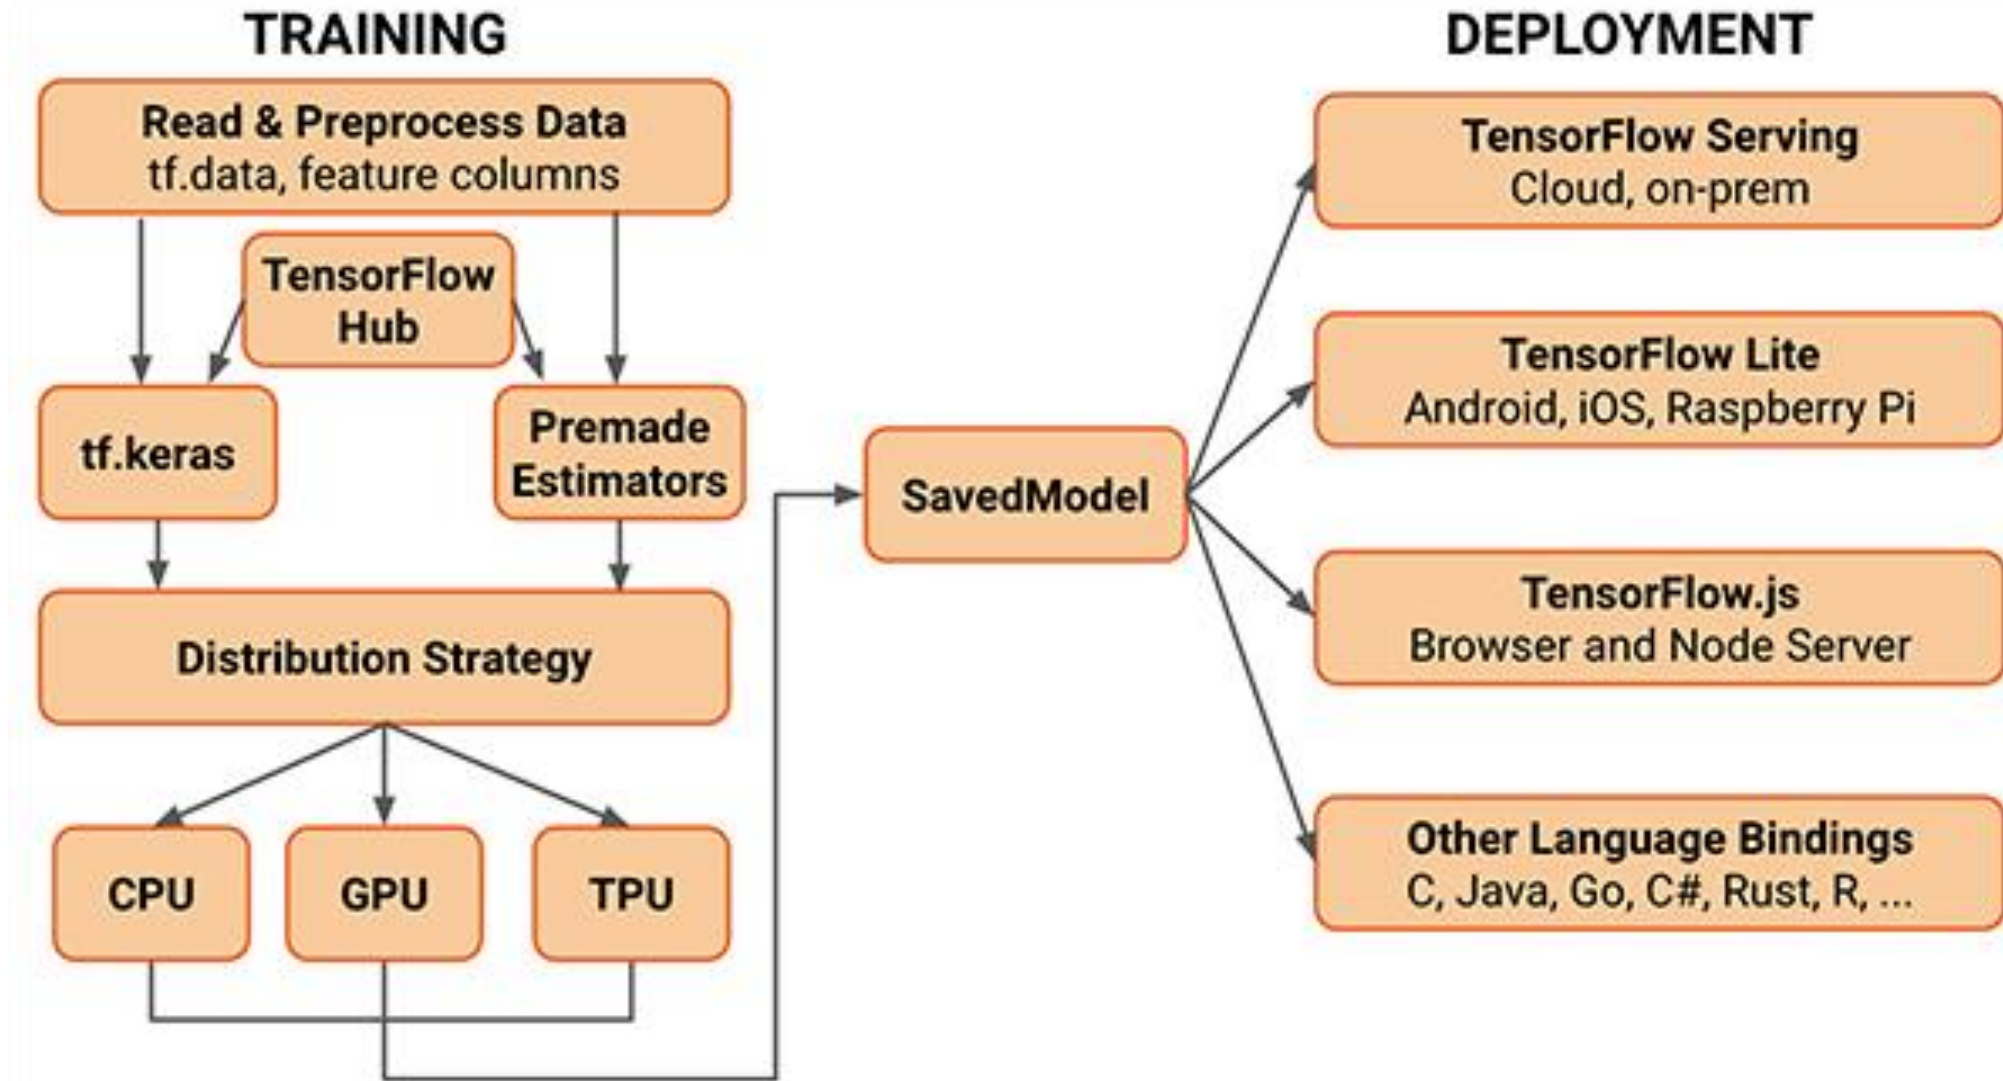 TRAINING
Read & Preprocess Data
tf.data, feature columns
TensorFlow
Hub
tf.keras
Premade
Estimators
Distribution Strategy
CPU
GPU
TPU
SavedModel
DEPLOYMENT
TensorFlow Serving
Cloud, on-prem
TensorFlow Lite
Android, iOS, Raspberry Pi
TensorFlow.js
Browser and Node Server
Other Language Bindings
C, Java, Go, C#, Rust, R, ...